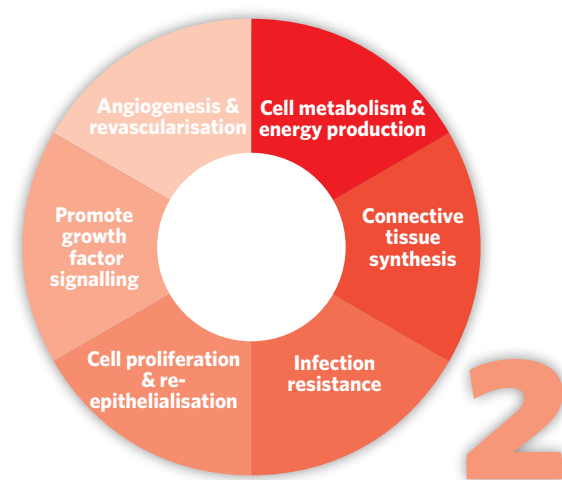 Angiogenesis &
revascularisation
Cell metabolism &
energy production
Promote
growth
factor
signalling
Connective
tissue
synthesis
Cell proliferation
& re-
epithelialisation
Infection
resistance
2